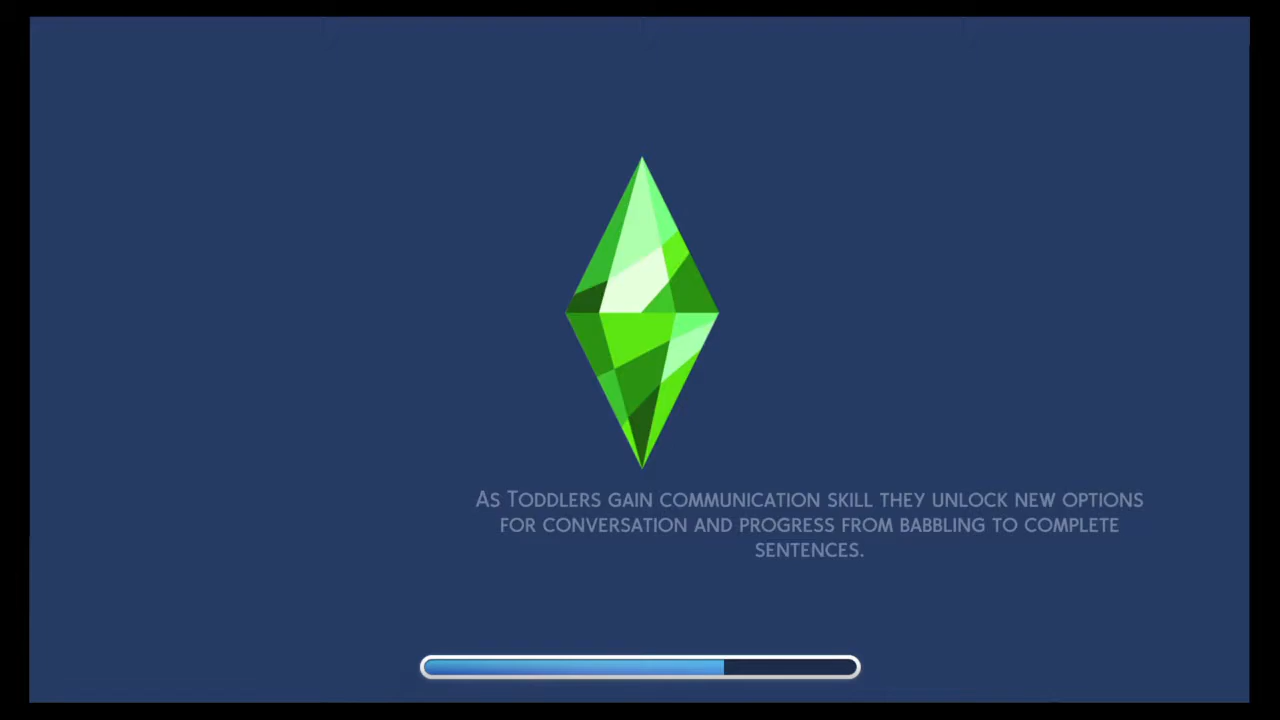 As Toddlers gain communication skill they unlock new options
for conversation and progress from babbling to complete
sentences.